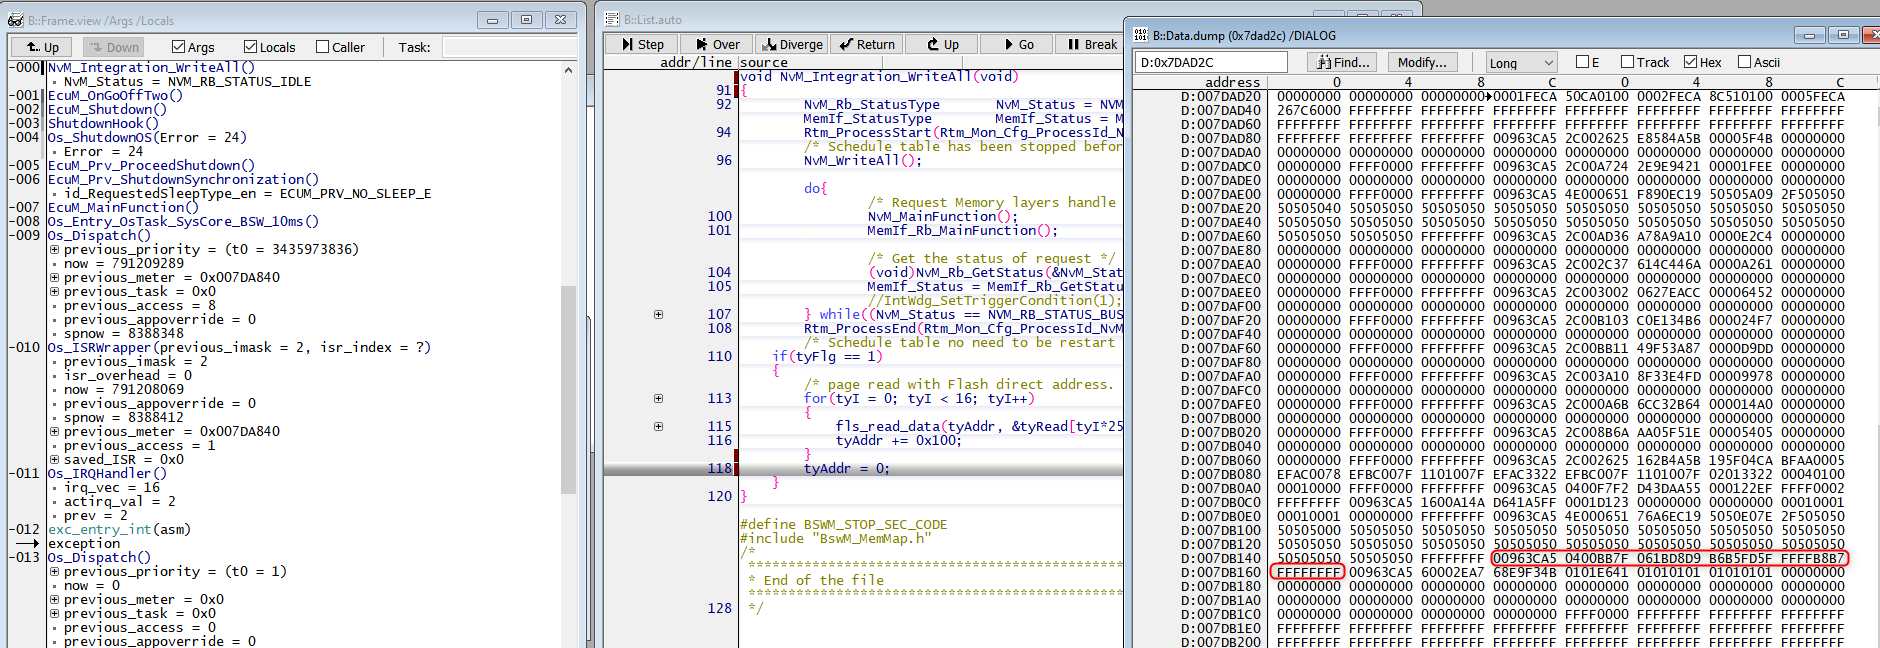 B::Frame.view /Args /Locals
Up Down Args Locals Caller Task:
-000 NvM_Integration_WriteAll()
NvM_Status = NVM_RB_STATUS_IDLE
-001 EcuM_OnGoOffTwo()
-002 EcuM_Shutdown()
-003 ShutdownHook()
-004 Os_ShutdownOS(Error = 24)
Error = 24
-005 EcuM_Prv_ProceedShutdown()
-006 EcuM_Prv_ShutdownSynchronization()
id_RequestedSleepType_en = ECUM_PRV_NO_SLEEP_E
-007 EcuM_MainFunction()
-008 Os_Entry_OsTask_SysCore_BSW_10ms()
-009 Os_Dispatch()
previous_priority = (t0 = 3435973836)
now = 791209289
previous_meter = 0x007DA840
previous_task = 0x0
previous_access = 8
previous_appoverride = 0
spnow = 8388348
-010 Os_ISRWrapper(previous_imask = 2, isr_index = ?)
previous_imask = 2
isr_overhead = 0
now = 791208069
previous_appoverride = 0
spnow = 8388412
previous_meter = 0x007DA840
previous_access = 1
saved_ISR = 0x0
-011 Os_IRQHandler()
irq_vec = 16
actirq_val = 2
prev = 2
-012 exc_entry_int(asm)
exception
-013 Os_Dispatch()
previous_priority = (t0 = 1)
now = 0
previous_meter = 0x0
previous_task = 0x0
previous_access = 0
previous_appoverride = 0
B::List.auto
Step Over Diverge Return Up Go Break
addr/line source
void NvM_Integration_WriteAll(void)
91 {
92 NvM_Rb_StatusType NvM_Status = NVM
MemIf_StatusType MemIf_Status = M
94 Rtm_ProcessStart(Rtm_Mon_Cfg_ProcessId_N
/* Schedule table has been stopped befor
96 NvM_WriteAll();
do{
/* Request Memory layers handle
100 NvM_MainFunction();
101 MemIf_Rb_MainFunction();
/* Get the status of request */
104 (void)NvM_Rb_GetStatus(&NvM_Stat
105 MemIf_Status = MemIf_Rb_GetStatu
//IntWdg_SetTriggerCondition(1);
107 } while((NvM_Status == NVM_RB_STATUS_BUS
108 Rtm_ProcessEnd(Rtm_Mon_Cfg_ProcessId_NvM
/* Schedule table no need to be restart
110 if(tyFlg == 1)
{
/* page read with Flash direct address.
113 for(tyI = 0; tyI < 16; tyI++)
{
115 fls_read_data(tyAddr, &tyRead[tyI*25
116 tyAddr += 0x100;
}
118 tyAddr = 0;
}
120 }
#define BSWM_STOP_SEC_CODE
#include "BswM_MemMap.h"
/*
* End of the file
128 */
B::Data.dump (0x7dad2c) /DIALOG
D:0x7DAD2C Find... Modify... Long E Track Hex Ascii
address 0 4 8 C 0 4 8 C
D:007DAD20 00000000 00000000 00000000 0001FECA 50CA0100 0002FECA 8C510100 0005FECA
D:007DAD40 267C6000 FFFFFFFF FFFFFFFF FFFFFFFF FFFFFFFF FFFFFFFF FFFFFFFF FFFFFFFF
D:007DAD60 FFFFFFFF FFFFFFFF FFFFFFFF FFFFFFFF FFFFFFFF FFFFFFFF FFFFFFFF FFFFFFFF
D:007DAD80 FFFFFFFF FFFFFFFF FFFFFFFF 00963CA5 2C002625 E8584A5B 00005F4B 00000000
D:007DADA0 00000000 00000000 00000000 00000000 00000000 00000000 00000000 00000000
D:007DADC0 00000000 FFFF0000 FFFFFFFF 00963CA5 2C00A724 2E9E9421 00001FEE 00000000
D:007DADE0 00000000 00000000 00000000 00000000 00000000 00000000 00000000 00000000
D:007DAE00 00000000 FFFF0000 FFFFFFFF 00963CA5 4E000651 F890EC19 50505A09 2F505050
D:007DAE20 50505040 50505050 50505050 50505050 50505050 50505050 50505050 50505050
D:007DAE40 50505050 50505050 50505050 50505050 50505050 50505050 50505050 50505050
D:007DAE60 50505050 50505050 FFFFFFFF 00963CA5 2C00AD36 A78A9A10 0000E2C4 00000000
D:007DAE80 00000000 00000000 00000000 00000000 00000000 00000000 00000000 00000000
D:007DAEA0 00000000 FFFF0000 FFFFFFFF 00963CA5 2C002C37 614C446A 0000A261 00000000
D:007DAEC0 00000000 00000000 00000000 00000000 00000000 00000000 00000000 00000000
D:007DAEE0 00000000 FFFF0000 FFFFFFFF 00963CA5 2C003002 0627EACC 00006452 00000000
D:007DAF00 00000000 00000000 00000000 00000000 00000000 00000000 00000000 00000000
D:007DAF20 00000000 FFFF0000 FFFFFFFF 00963CA5 2C00B103 C0E134B6 000024F7 00000000
D:007DAF40 00000000 00000000 00000000 00000000 00000000 00000000 00000000 00000000
D:007DAF60 00000000 FFFF0000 FFFFFFFF 00963CA5 2C00BB11 49F53A87 0000D9DD 00000000
D:007DAF80 00000000 00000000 00000000 00000000 00000000 00000000 00000000 00000000
D:007DAFA0 00000000 FFFF0000 FFFFFFFF 00963CA5 2C003A10 8F33E4FD 00009978 00000000
D:007DAFC0 00000000 00000000 00000000 00000000 00000000 00000000 00000000 00000000
D:007DAFE0 00000000 FFFF0000 FFFFFFFF 00963CA5 2C000A6B 6CC32B64 000014A0 00000000
D:007DB000 00000000 00000000 00000000 00000000 00000000 00000000 00000000 00000000
D:007DB020 00000000 FFFF0000 FFFFFFFF 00963CA5 2C008B6A AA05F51E 00005405 00000000
D:007DB040 00000000 00000000 00000000 00000000 00000000 00000000 00000000 00000000
D:007DB060 00000000 FFFF0000 FFFFFFFF 00963CA5 2C002625 162B4A5B 195F04CA BFAA0005
D:007DB080 EFAC0078 EFBC007F 1101007F EFAC3322 EFBC007F 1101007F 02013322 00040100
D:007DB0A0 00010000 FFFF0000 FFFFFFFF 00963CA5 0400F7F2 D43DAA55 000122EF FFFF0002
D:007DB0C0 FFFFFFFF 00963CA5 1600A14A D641A5FF 0001D123 00000000 00000000 00010001
D:007DB0E0 00010001 00000000 FFFFFFFF 00963CA5 4E000651 76A6EC19 5050E07E 2F505050
D:007DB100 50505000 50505050 50505050 50505050 50505050 50505050 50505050 50505050
D:007DB120 50505050 50505050 50505050 50505050 50505050 50505050 50505050 50505050
D:007DB140 50505050 50505050 FFFFFFFF 00963CA5 0400BB7F 061BD8D9 B6B5FD5F FFFFB8B7
D:007DB160 FFFFFFFF 00963CA5 60002EA7 68E9F34B 0101E641 01010101 01010101 00000000
D:007DB180 00000000 00000000 00000000 00000000 00000000 00000000 00000000 00000000
D:007DB1A0 00000000 00000000 00000000 00000000 00000000 00000000 00000000 00000000
D:007DB1C0 00000000 00000000 00000000 00000000 FFFF0000 FFFFFFFF FFFFFFFF FFFFFFFF
D:007DB1E0 FFFFFFFF FFFFFFFF FFFFFFFF FFFFFFFF FFFFFFFF FFFFFFFF FFFFFFFF FFFFFFFF
D:007DB200 FFFFFFFF FFFFFFFF FFFFFFFF FFFFFFFF FFFFFFFF FFFFFFFF FFFFFFFF FFFFFFFF